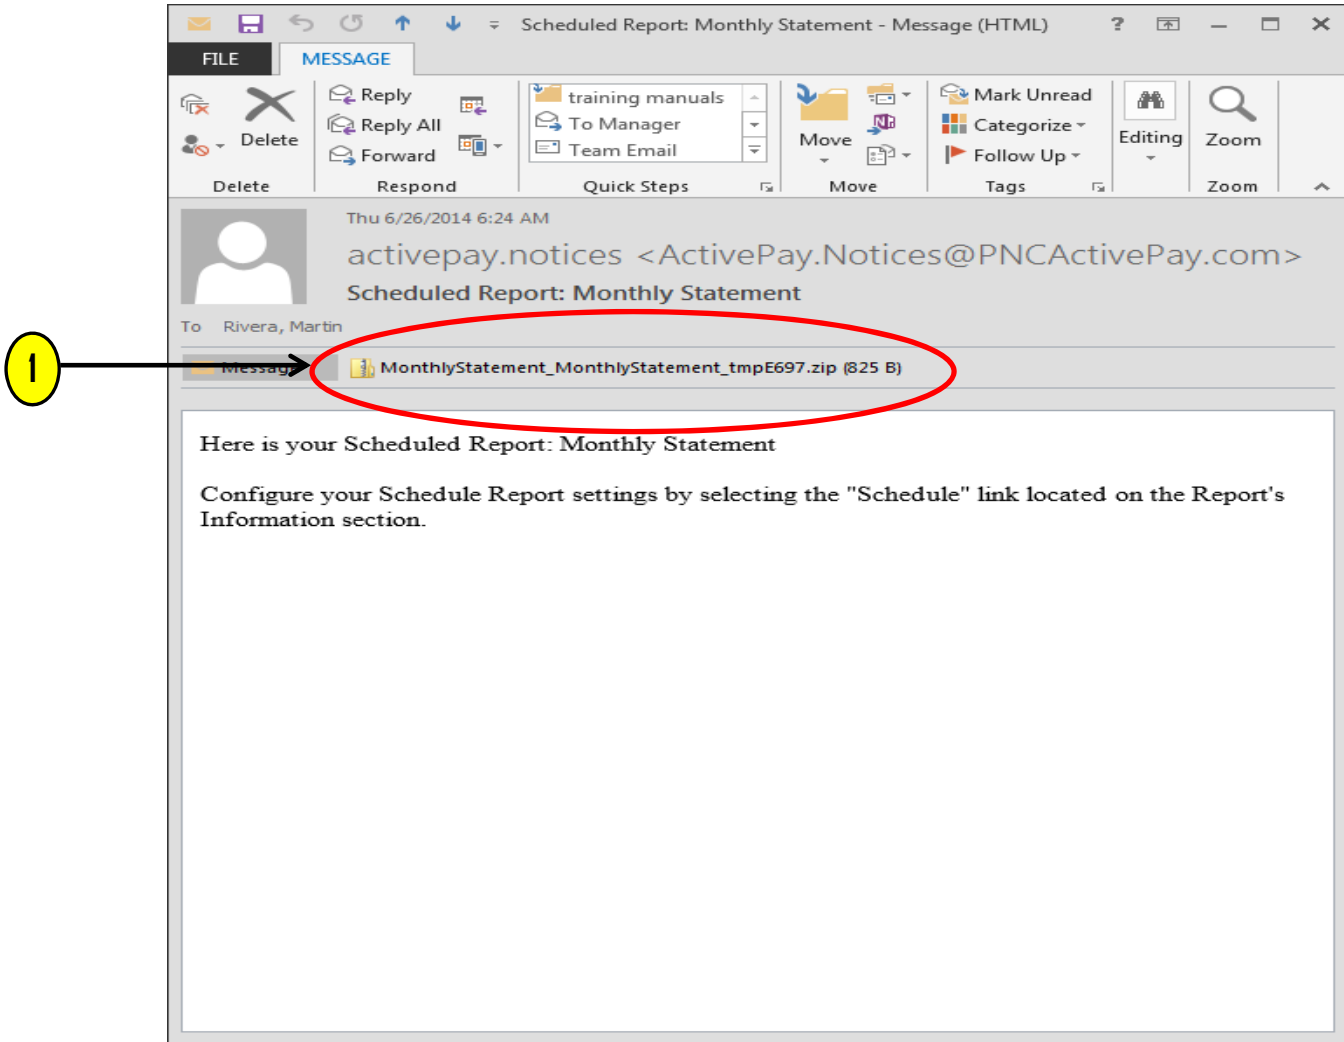 Scheduled Report: Monthly Statement - Message (HTML) ?
FILE MESSAGE
Delete
Reply
Reply All
Forward
training manuals
To Manager
Team Email
Move
Mark Unread
Categorize
Follow Up
Editing
Zoom
Delete Respond Quick Steps Move Tags Zoom
Thu 6/26/2014 6:24 AM
activepay.notices <ActivePay.Notices@PNCActivePay.com>
Scheduled Report: Monthly Statement
To Rivera, Martin
1
Message MonthlyStatement_MonthlyStatement_tmpE697.zip (825 B)
Here is your Scheduled Report: Monthly Statement
Configure your Schedule Report settings by selecting the "Schedule" link located on the Report's
Information section.